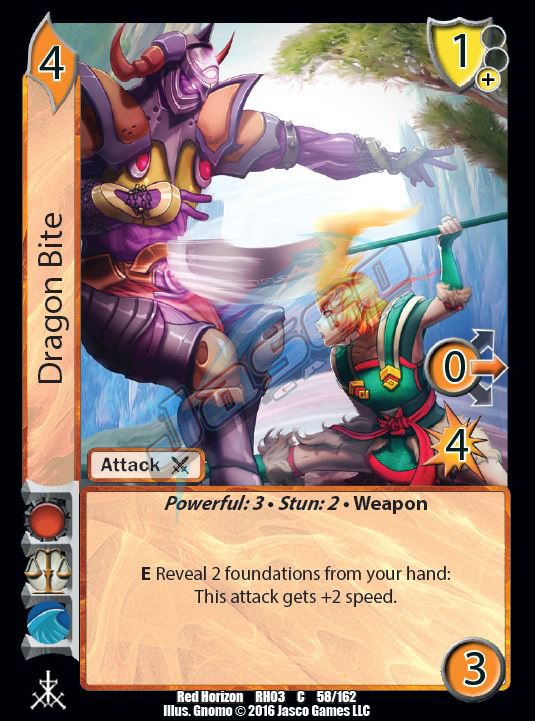 4
1
+
Dragon Bite
0
4
Attack
Powerful: 3 • Stun: 2 • Weapon
E Reveal 2 foundations from your hand:
This attack gets +2 speed.
3
Red Horizon RH03 C 58/162
Illus. Gnomo © 2016 Jasco Games LLC